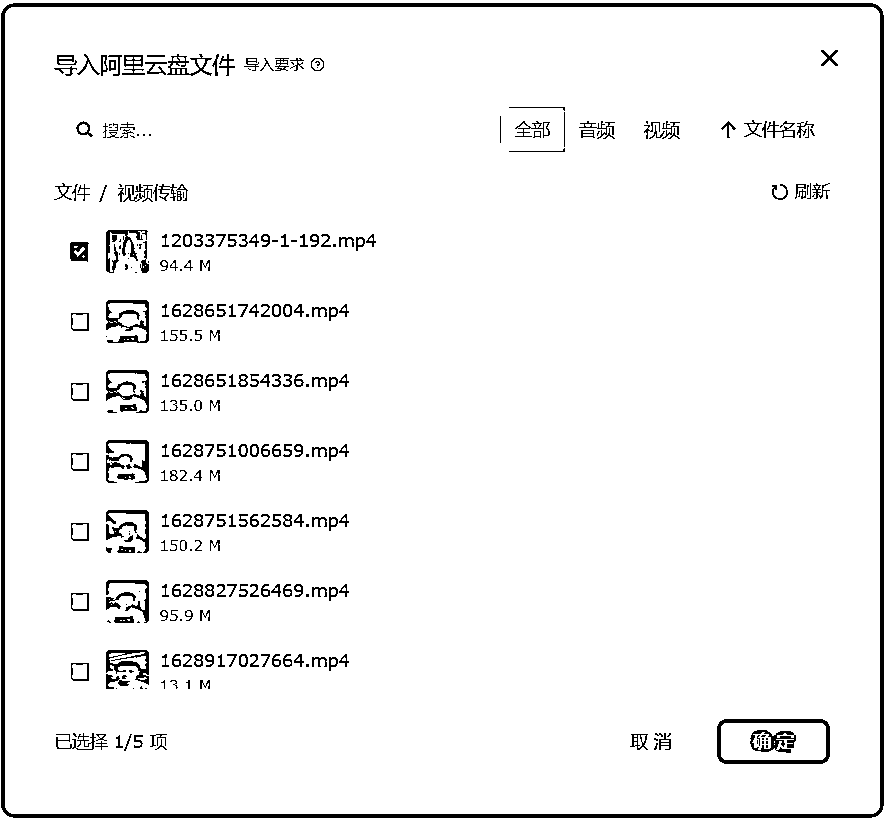 导入阿里云盘文件 导入要求
搜索... 全部 音频 视频 ↑ 文件名称
文件 / 视频传输 刷新
1203375349-1-192.mp4
94.4 M
1628651742004.mp4
155.5 M
1628651854336.mp4
135.0 M
1628751006659.mp4
182.4 M
1628751562584.mp4
150.2 M
1628827526469.mp4
95.9 M
1628917027664.mp4
13.1 M
已选择 1/5 项 取消 确定